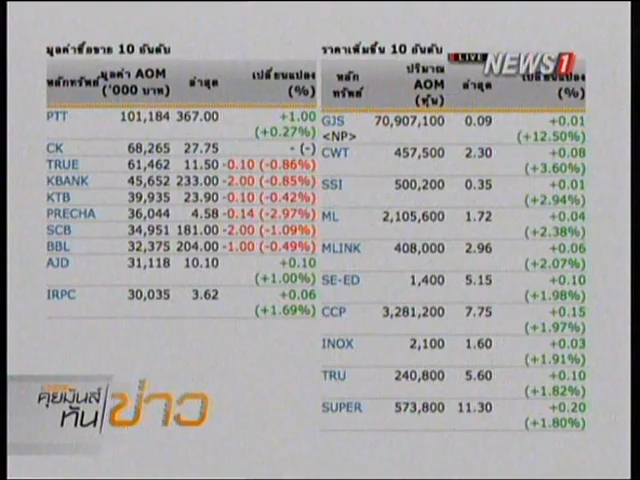 มูลค่าซื้อขาย 10 อันดับ
หลักทรัพย์ มูลค่า AOM ('000 บาท) ล่าสุด เปลี่ยนแปลง (%)
PTT 101,184 367.00 +1.00
(+0.27%)
CK 68,265 27.75 - (-)
TRUE 61,462 11.50 -0.10 (-0.86%)
KBANK 45,652 233.00 -2.00 (-0.85%)
KTB 39,935 23.90 -0.10 (-0.42%)
PRECHA 36,044 4.58 -0.14 (-2.97%)
SCB 34,951 181.00 -2.00 (-1.09%)
BBL 32,375 204.00 -1.00 (-0.49%)
AJD 31,118 10.10 +0.10
(+1.00%)
IRPC 30,035 3.62 +0.06
(+1.69%)
ราคาเพิ่มขึ้น 10 อันดับ
LIVE NEWS1
หลักทรัพย์ ปริมาณ AOM (หุ้น) ล่าสุด เปลี่ยนแปลง (%)
GJS 70,907,100 0.09 +0.01
<NP> (+12.50%)
CWT 457,500 2.30 +0.08
(+3.60%)
SSI 500,200 0.35 +0.01
(+2.94%)
ML 2,105,600 1.72 +0.04
(+2.38%)
MLINK 408,000 2.96 +0.06
(+2.07%)
SE-ED 1,400 5.15 +0.10
(+1.98%)
CCP 3,281,200 7.75 +0.15
(+1.97%)
INOX 2,100 1.60 +0.03
(+1.91%)
TRU 240,800 5.60 +0.10
(+1.82%)
SUPER 573,800 11.30 +0.20
(+1.80%)
คุยมันส์
ทัน ข่าว